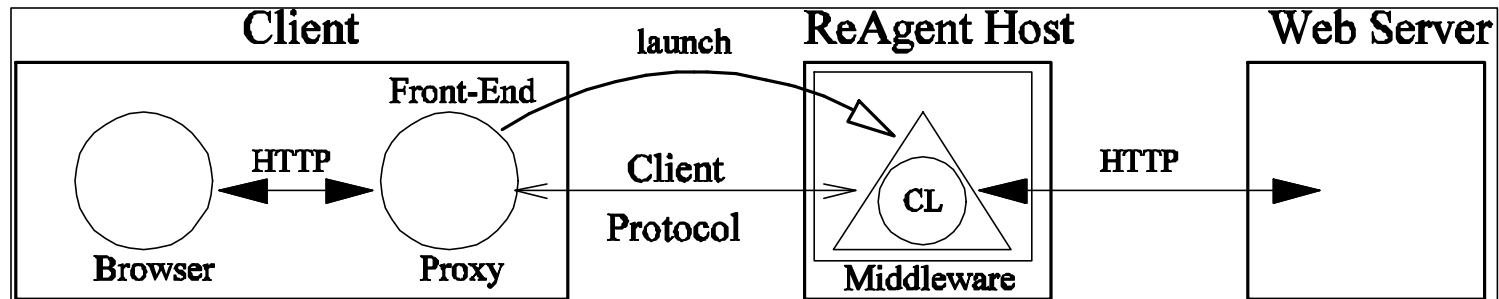 Client
ReAgent Host
Web Server
launch
Front-End
HTTP
Client
HTTP
CL
Protocol
Browser
Proxy
Middleware